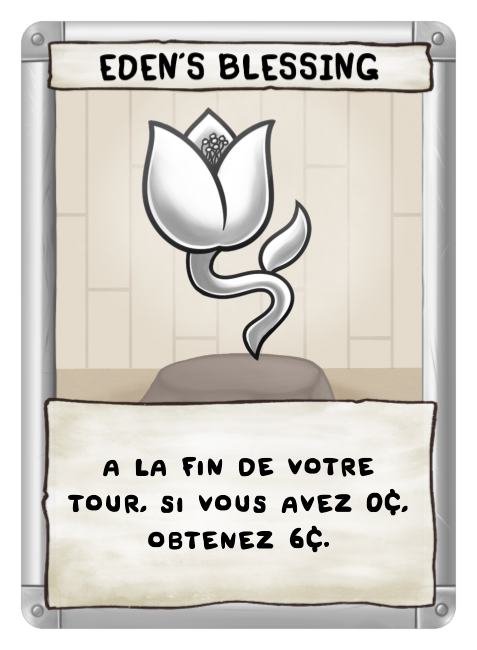 EDEN'S BLESSING
A LA FIN DE VOTRE
TOUR, SI VOUS AVEZ 0¢,
OBTENEZ 6¢.